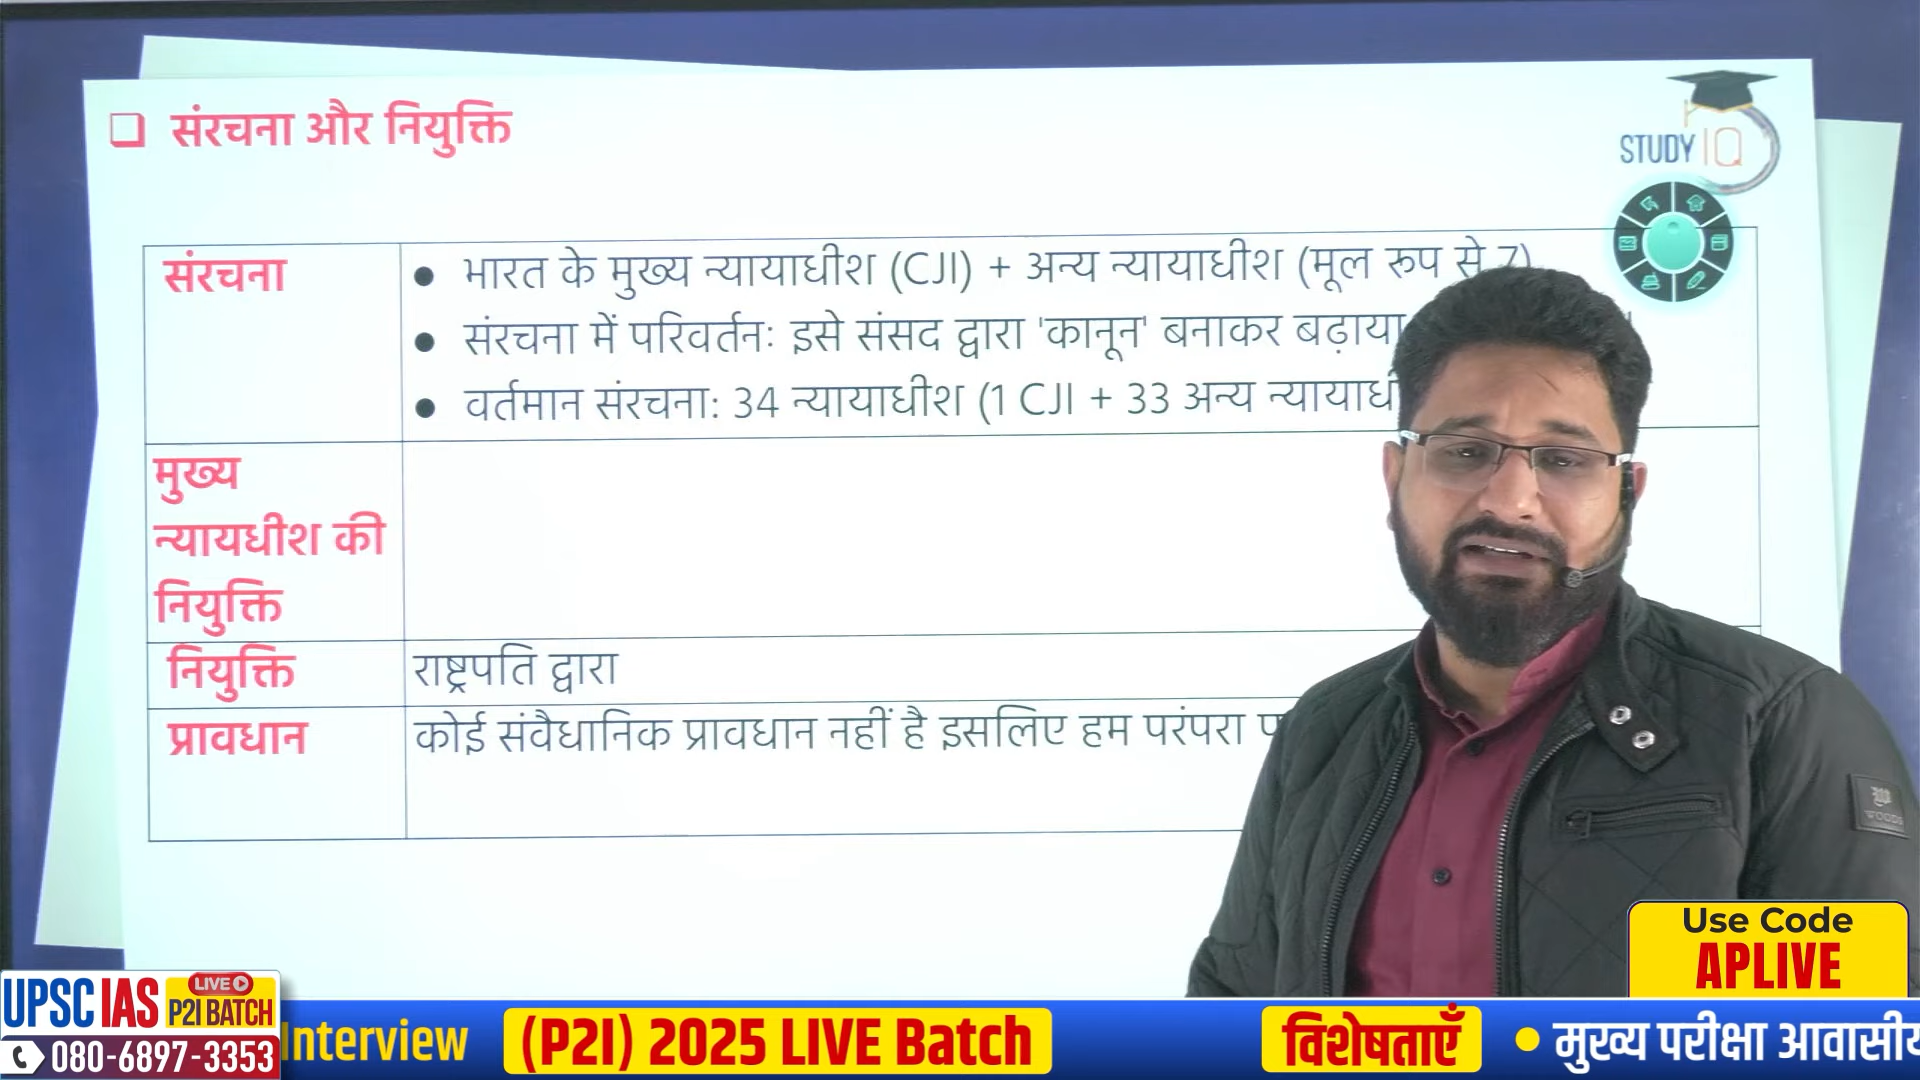 ❑ संरचना और नियुक्ति
STUDY IQ
संरचना
● भारत के मुख्य न्यायाधीश (CJI) + अन्य न्यायाधीश (मूल रूप से 7)
● संरचना में परिवर्तन: इसे संसद द्वारा 'कानून' बनाकर बढ़ाया
● वर्तमान संरचना: 34 न्यायाधीश (1 CJI + 33 अन्य
मुख्य
न्यायधीश की
नियुक्ति
नियुक्ति
राष्ट्रपति द्वारा
प्रावधान
कोई संवैधानिक प्रावधान नहीं है इसलिए हम परंपरा
WOODS
Use Code
APLIVE
UPSC IAS LIVE P2I BATCH
080-6897-3353
Interview (P2I) 2025 LIVE Batch विशेषताएँ • मुख्य परीक्षा